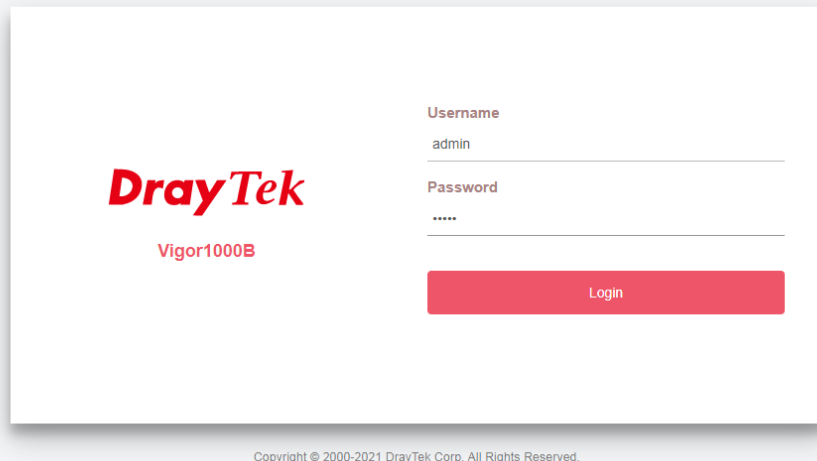 Username
admin
Password
•••••
DrayTek
Vigor1000B
Login
Copyright © 2000-2021 DrayTek Corp. All Rights Reserved.